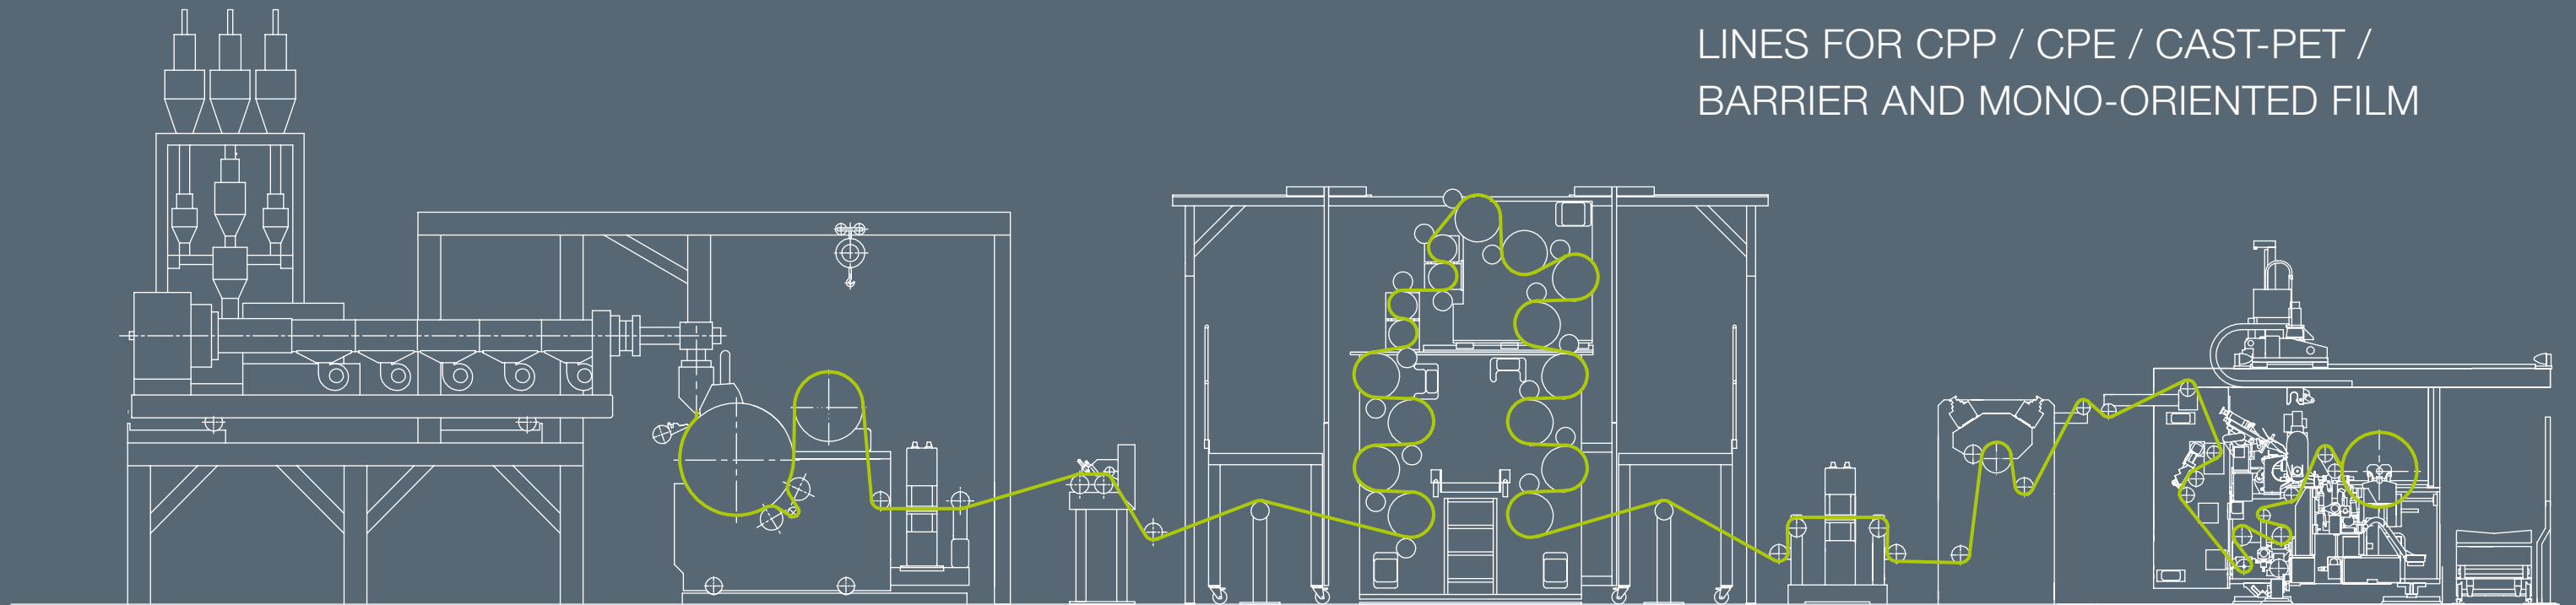 LINES FOR CPP / CPE / CAST-PET /
BARRIER AND MONO-ORIENTED FILM